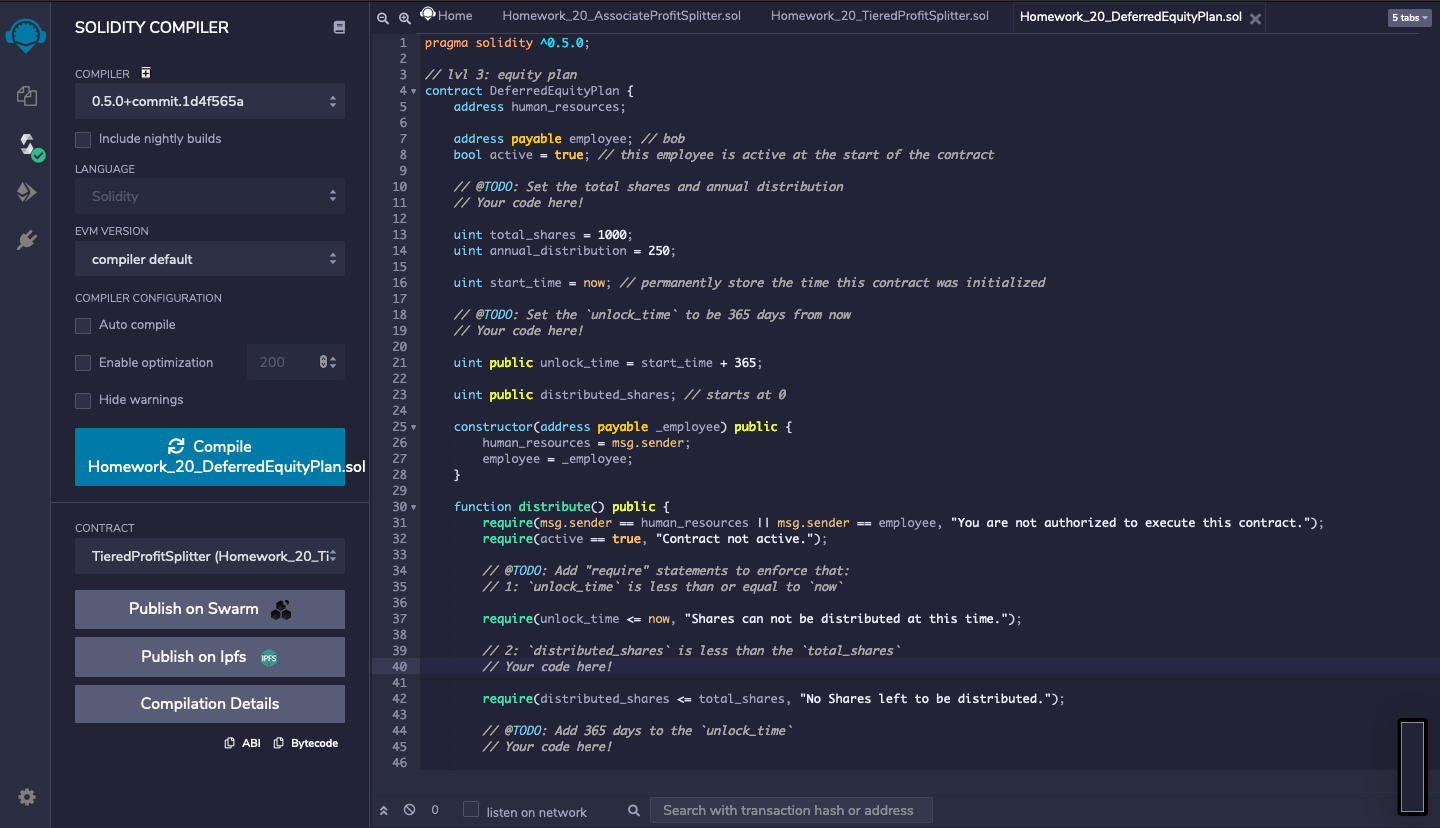 SOLIDITY COMPILER
COMPILER
0.5.0+commit.1d4f565a
Include nightly builds
LANGUAGE
Solidity
EVM VERSION
compiler default
COMPILER CONFIGURATION
Auto compile
Enable optimization 200
Hide warnings
Compile
Homework_20_DeferredEquityPlan.sol
CONTRACT
TieredProfitSplitter (Homework_20_Ti
Publish on Swarm
Publish on Ipfs IPFS
Compilation Details
ABI Bytecode
Home Homework_20_AssociateProfitSplitter.sol Homework_20_TieredProfitSplitter.sol Homework_20_DeferredEquityPlan.sol 5 tabs
1 pragma solidity ^0.5.0;
2
3 // lvl 3: equity plan
4 contract DeferredEquityPlan {
5 address human_resources;
6
7 address payable employee; // bob
8 bool active = true; // this employee is active at the start of the contract
9
10 // @TODO: Set the total shares and annual distribution
11 // Your code here!
12
13 uint total_shares = 1000;
14 uint annual_distribution = 250;
15
16 uint start_time = now; // permanently store the time this contract was initialized
17
18 // @TODO: Set the `unlock_time` to be 365 days from now
19 // Your code here!
20
21 uint public unlock_time = start_time + 365;
22
23 uint public distributed_shares; // starts at 0
24
25 constructor(address payable _employee) public {
26 human_resources = msg.sender;
27 employee = _employee;
28 }
29
30 function distribute() public {
31 require(msg.sender == human_resources || msg.sender == employee, "You are not authorized to execute this contract.");
32 require(active == true, "Contract not active.");
33
34 // @TODO: Add "require" statements to enforce that:
35 // 1: `unlock_time` is less than or equal to `now`
36
37 require(unlock_time <= now, "Shares can not be distributed at this time.");
38
39 // 2: `distributed_shares` is less than the `total_shares`
40 // Your code here!
41
42 require(distributed_shares <= total_shares, "No Shares left to be distributed.");
43
44 // @TODO: Add 365 days to the `unlock_time`
45 // Your code here!
46
0 listen on network Search with transaction hash or address